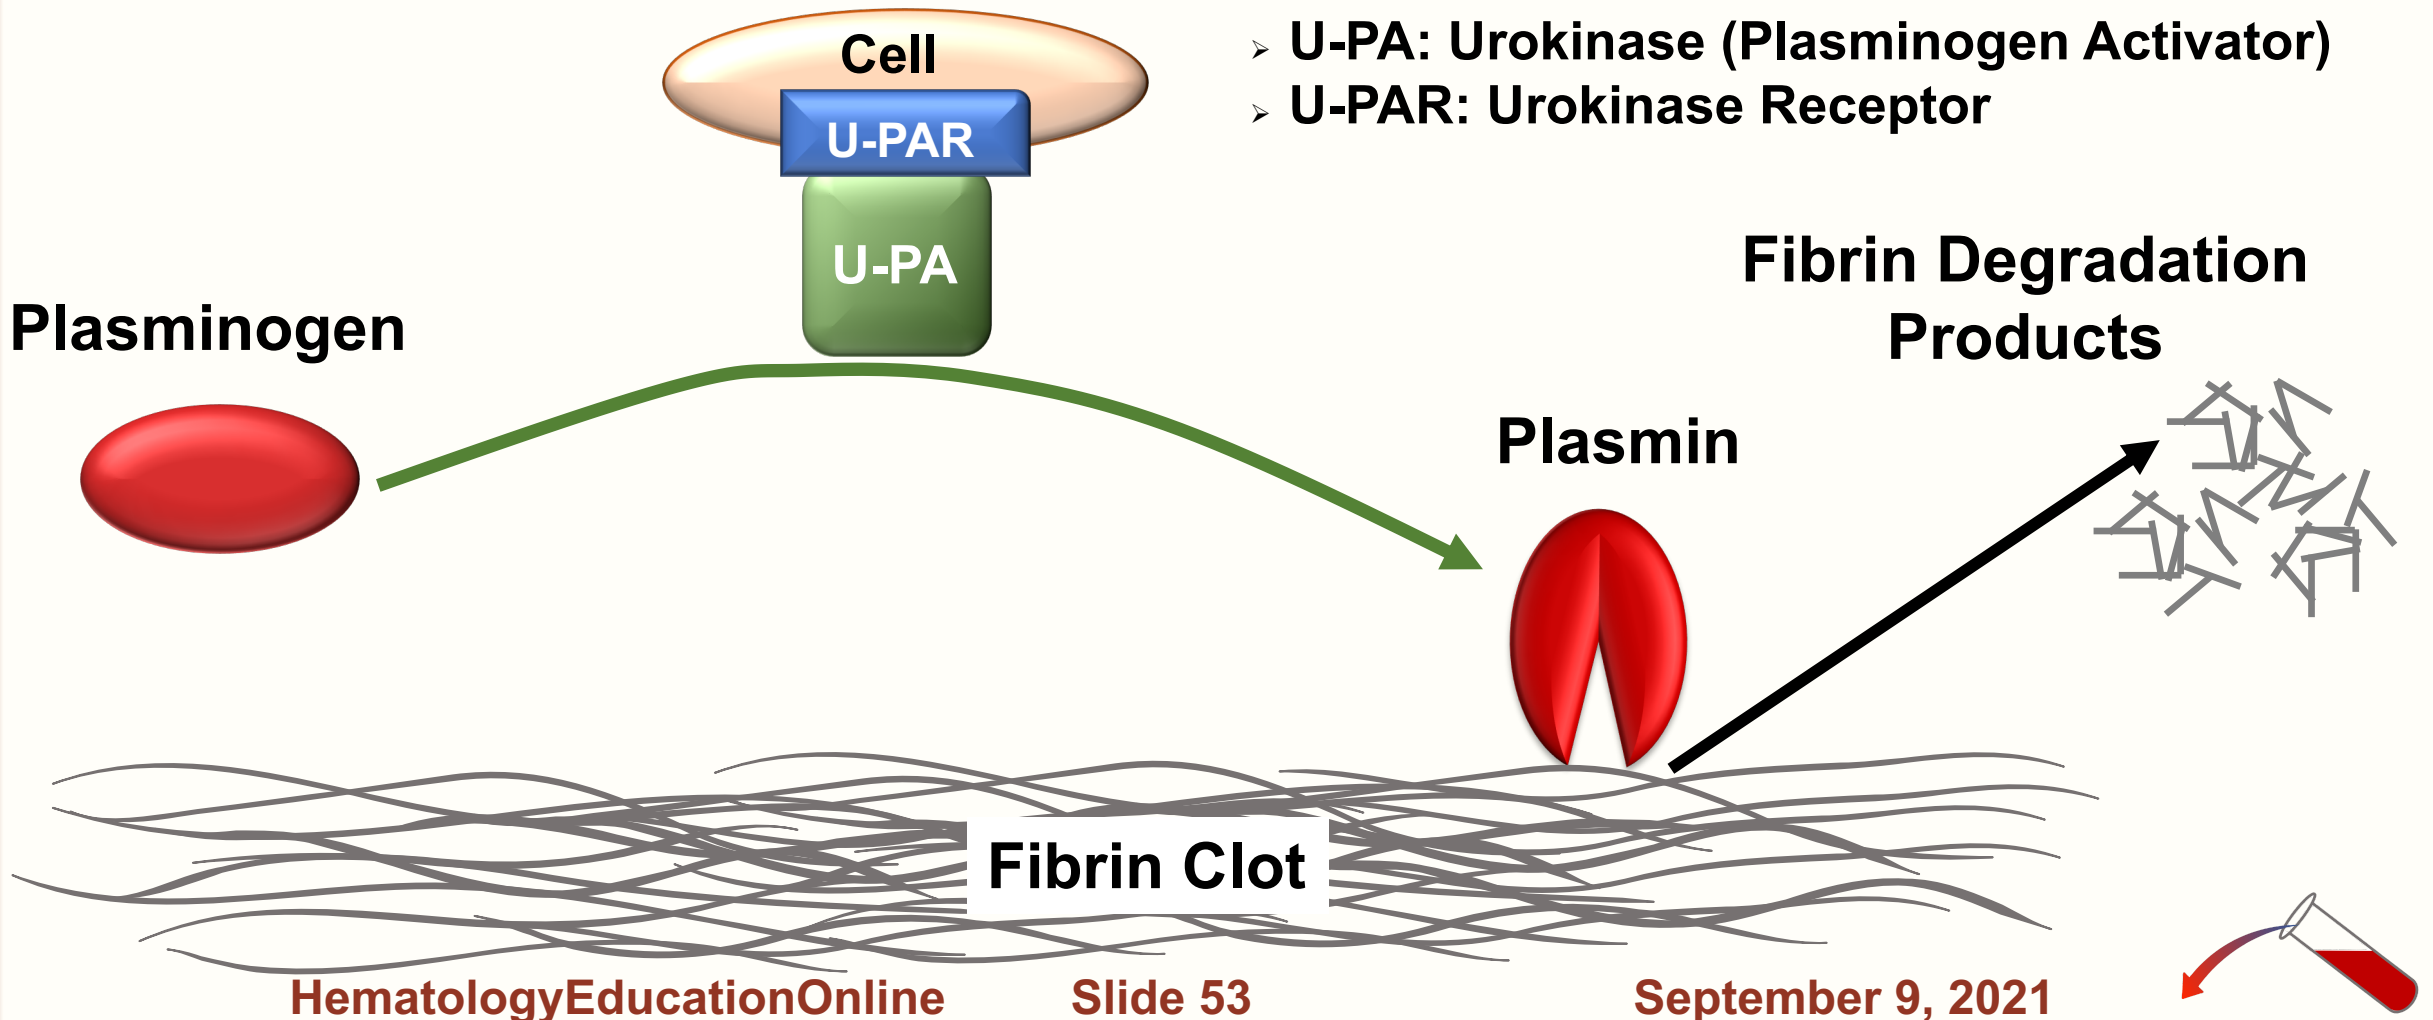 Cell
U-PAR
U-PA
➢ U-PA: Urokinase (Plasminogen Activator)
➢ U-PAR: Urokinase Receptor
Plasminogen
Plasmin
Fibrin Degradation
Products
Fibrin Clot
HematologyEducationOnline Slide 53 September 9, 2021